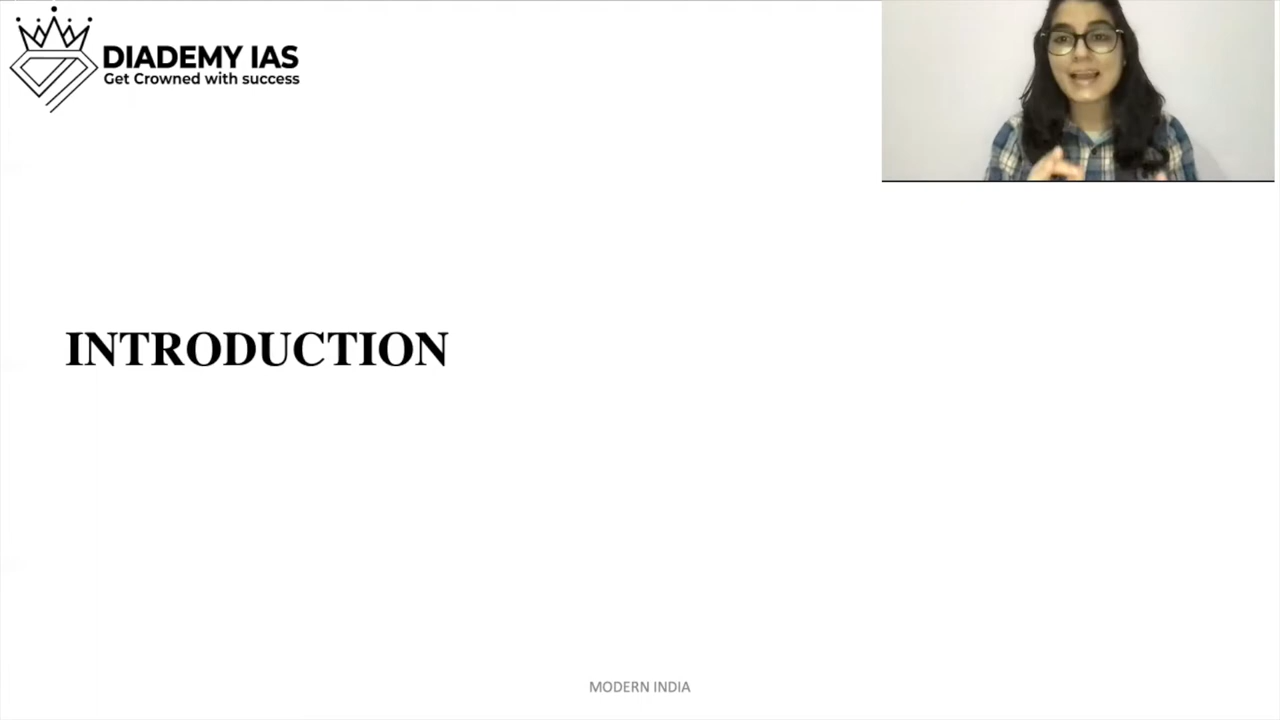 DIADEMY IAS
Get Crowned with success
INTRODUCTION
MODERN INDIA